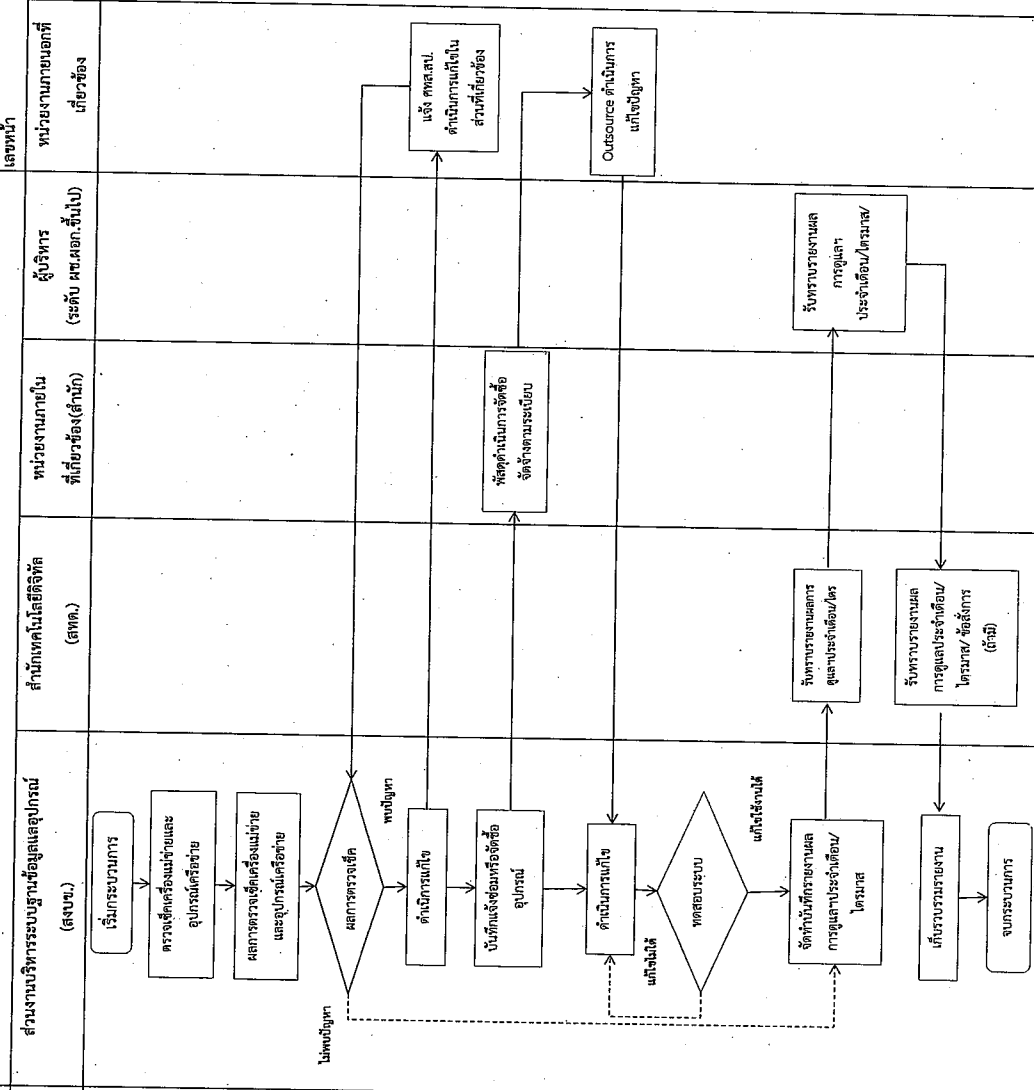 เลขหน้า
ส่วนงานบริหารระบบฐานข้อมูลและอุปกรณ์
(สงบข.)
สำนักเทคโนโลยีดิจิทัล
(สทด.)
หน่วยงานภายใน
ที่เกี่ยวข้อง(สำนัก)
ผู้บริหาร
(ระดับ ผช.ผอก.ขึ้นไป)
หน่วยงานภายนอกที่
เกี่ยวข้อง
เริ่มกระบวนการ
ตรวจเช็คเครื่องแม่ข่ายและ
อุปกรณ์เครือข่าย
ผลการตรวจเช็คเครื่องแม่ข่าย
และอุปกรณ์เครือข่าย
ผลการตรวจเช็ค
ไม่พบปัญหา
พบปัญหา
ดำเนินการแก้ไข
แจ้ง ศทส.สป.
ดำเนินการแก้ไขใน
ส่วนที่เกี่ยวข้อง
บันทึกแจ้งซ่อมหรือจัดซื้อ
อุปกรณ์
พัสดุดำเนินการจัดซื้อ
จัดจ้างตามระเบียบ
Outsource ดำเนินการ
แก้ไขปัญหา
ดำเนินการแก้ไข
แก้ไขไม่ได้
ทดสอบระบบ
แก้ไขใช้งานได้
จัดทำบันทึกรายงานผล
การดูแลฯประจำเดือน/
ไตรมาส
รับทราบรายงานผลการ
ดูแลฯประจำเดือน/ไตร
รับทราบรายงานผล
การดูแลฯ
ประจำเดือน/ไตรมาส/
รับทราบรายงานผล
การดูแลประจำเดือน/
ไตรมาส/ ข้อสั่งการ
(ถ้ามี)
เก็บรวบรวมรายงาน
จบกระบวนการ